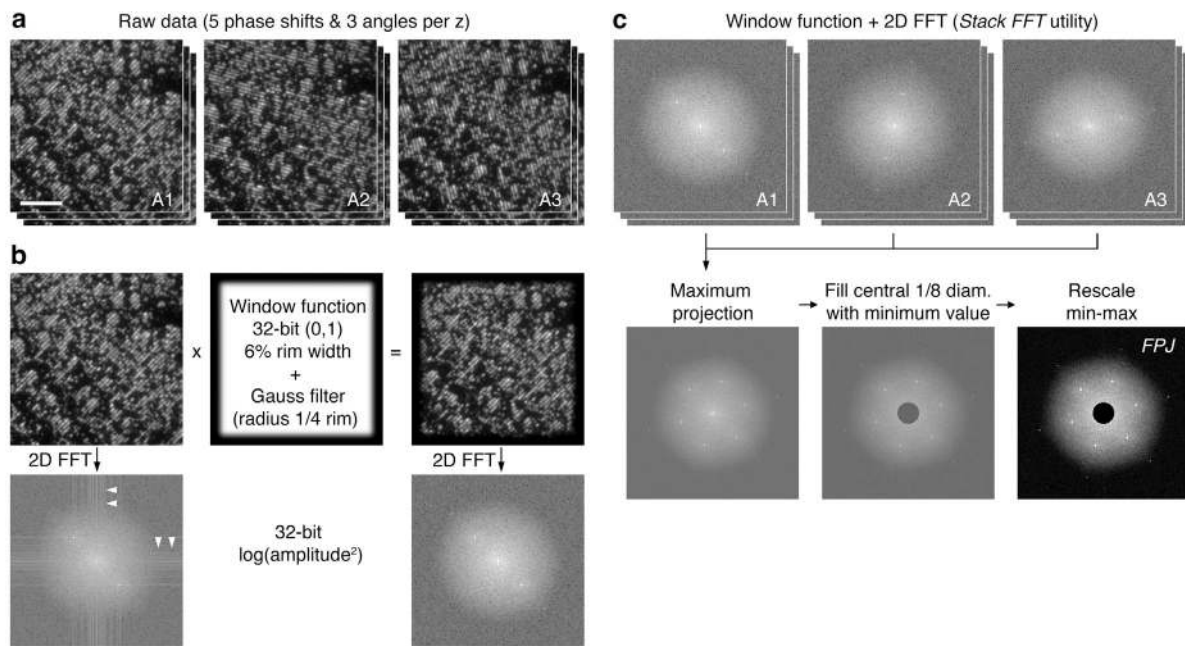 a
Raw data (5 phase shifts & 3 angles per z)
A1
A2
A3
b
Window function
32-bit (0,1)
6% rim width
+
Gauss filter
(radius 1/4 rim)
x
=
2D FFT
2D FFT
32-bit
log(amplitude²)
c
Window function + 2D FFT (Stack FFT utility)
A1
A2
A3
Maximum
projection
Fill central 1/8 diam.
with minimum value
Rescale
min-max
FPJ